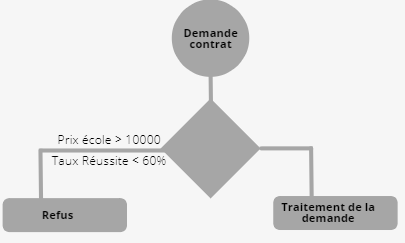 Demande
contrat
Prix école > 10000
Taux Réussite < 60%
Refus
Traitement de la
demande